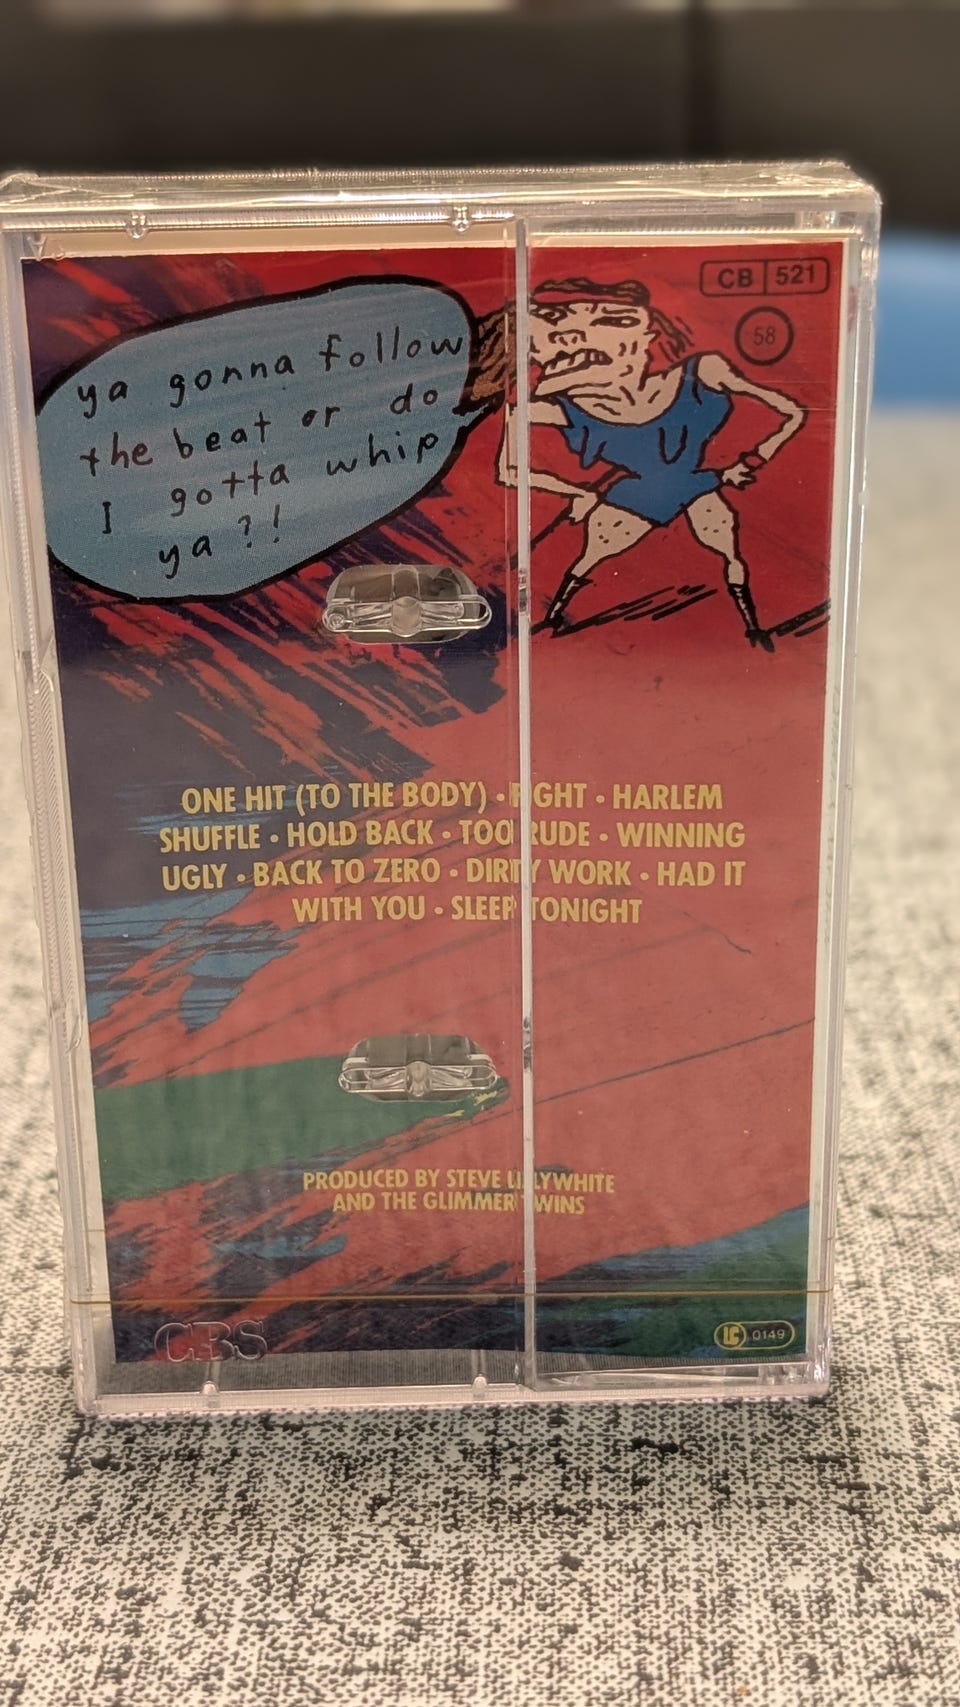 CB 521
58
ya gonna follow
the beat or do
I gotta whip
ya?!
ONE HIT (TO THE BODY) • FIGHT • HARLEM
SHUFFLE • HOLD BACK • TOO RUDE • WINNING
UGLY • BACK TO ZERO • DIRTY WORK • HAD IT
WITH YOU • SLEEP TONIGHT
PRODUCED BY STEVE LILLYWHITE
AND THE GLIMMER TWINS
CBS
LC 0149